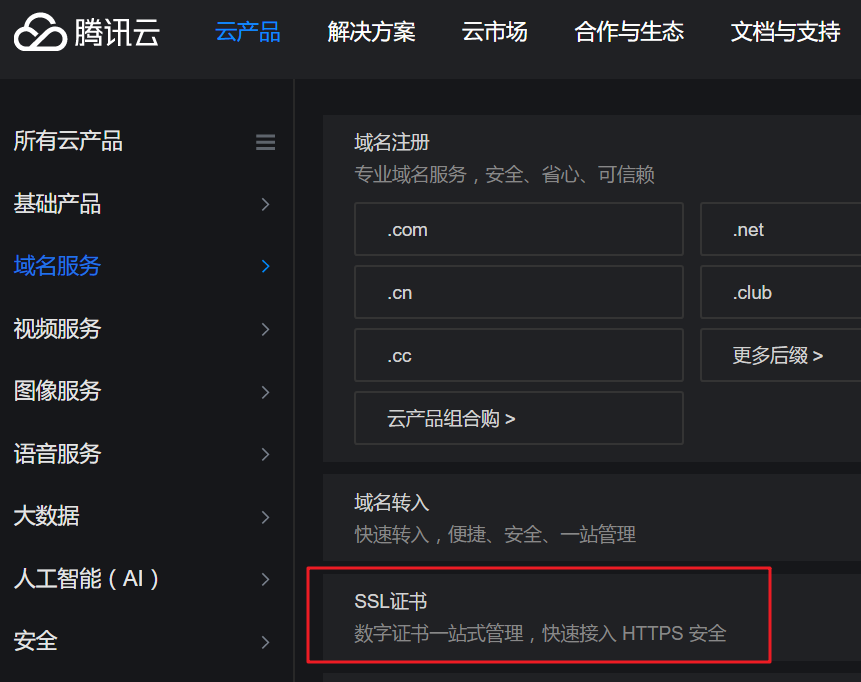 腾讯云 云产品 解决方案 云市场 合作与生态 文档与支持
所有云产品
基础产品
域名服务
视频服务
图像服务
语音服务
大数据
人工智能（AI）
安全
域名注册
专业域名服务，安全、省心、可信赖
.com .net
.cn .club
.cc 更多后缀 >
云产品组合购 >
域名转入
快速转入，便捷、安全、一站管理
SSL证书
数字证书一站式管理，快速接入 HTTPS 安全